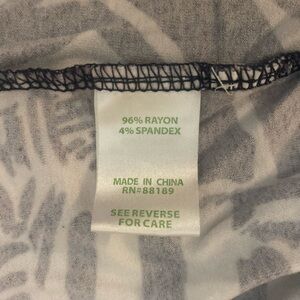 96% RAYON
4% SPANDEX
MADE IN CHINA
RN#88189
SEE REVERSE
FOR CARE